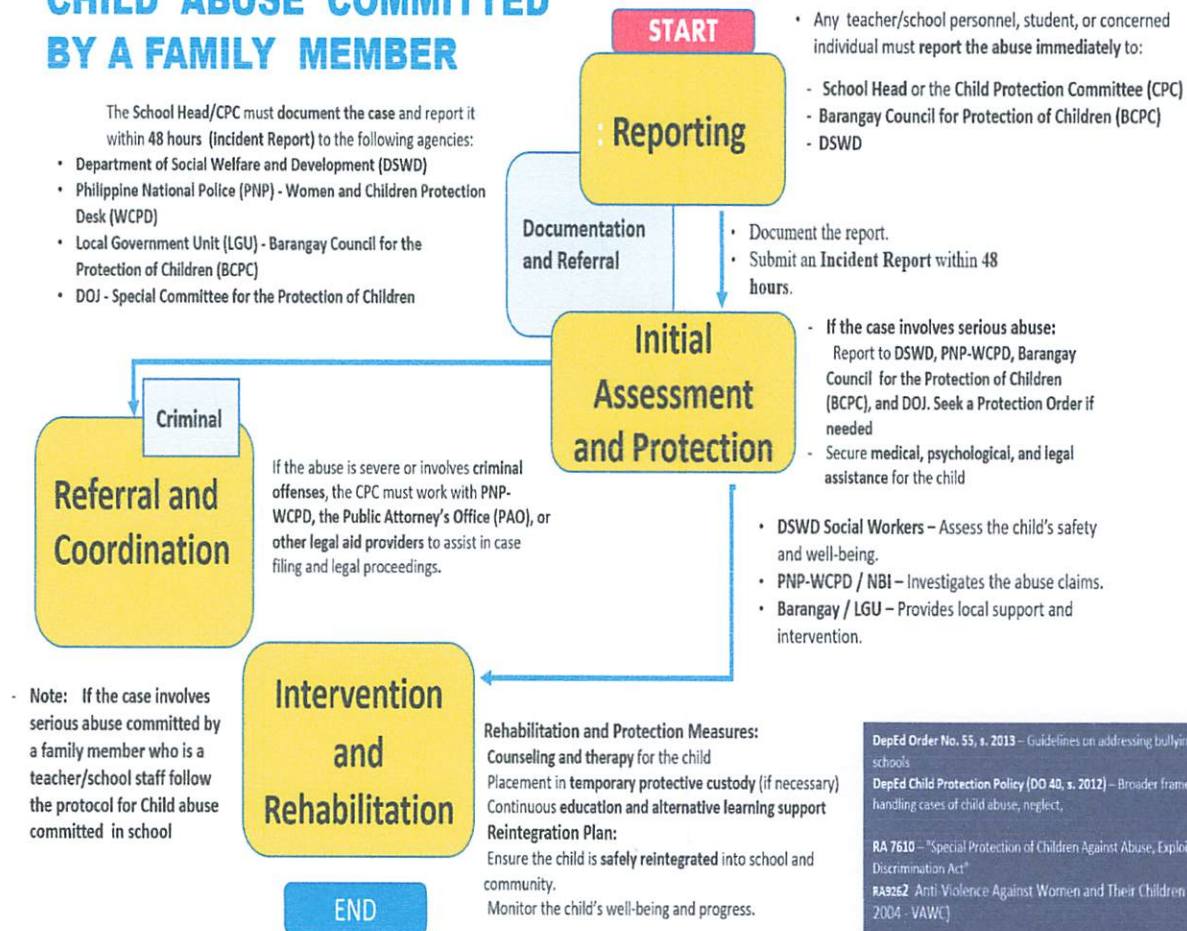 CHILD ABUSE COMMITTED
BY A FAMILY MEMBER
The School Head/CPC must document the case and report it
within 48 hours (incident Report) to the following agencies:
• Department of Social Welfare and Development (DSWD)
• Philippine National Police (PNP) - Women and Children Protection
Desk (WCPD)
• Local Government Unit (LGU) - Barangay Council for the
Protection of Children (BCPC)
• DOJ - Special Committee for the Protection of Children
START
: Reporting
• Any teacher/school personnel, student, or concerned
individual must report the abuse immediately to:
- School Head or the Child Protection Committee (CPC)
- Barangay Council for Protection of Children (BCPC)
- DSWD
Documentation
and Referral
• Document the report.
• Submit an Incident Report within 48
hours.
Initial
Assessment
and Protection
- If the case involves serious abuse:
Report to DSWD, PNP-WCPD, Barangay
Council for the Protection of Children
(BCPC), and DOJ. Seek a Protection Order if
needed
- Secure medical, psychological, and legal
assistance for the child
Criminal
Referral and
Coordination
If the abuse is severe or involves criminal
offenses, the CPC must work with PNP-
WCPD, the Public Attorney's Office (PAO), or
other legal aid providers to assist in case
filing and legal proceedings.
• DSWD Social Workers – Assess the child's safety
and well-being.
• PNP-WCPD / NBI – Investigates the abuse claims.
• Barangay / LGU – Provides local support and
intervention.
- Note: If the case involves
serious abuse committed by
a family member who is a
teacher/school staff follow
the protocol for Child abuse
committed in school
Intervention
and
Rehabilitation
Rehabilitation and Protection Measures:
Counseling and therapy for the child
Placement in temporary protective custody (if necessary)
Continuous education and alternative learning support
Reintegration Plan:
Ensure the child is safely reintegrated into school and
community.
Monitor the child's well-being and progress.
END
DepEd Order No. 55, s. 2013 – Guidelines on addressing
schools
DepEd Child Protection Policy (DO 40, s. 2012) – Broader
handling cases of child abuse, neglect,
RA 7610 – "Special Protection of Children Against Abuse,
Discrimination Act"
RA9262 Anti-Violence Against Women and Their Children
2004 - VAWC)